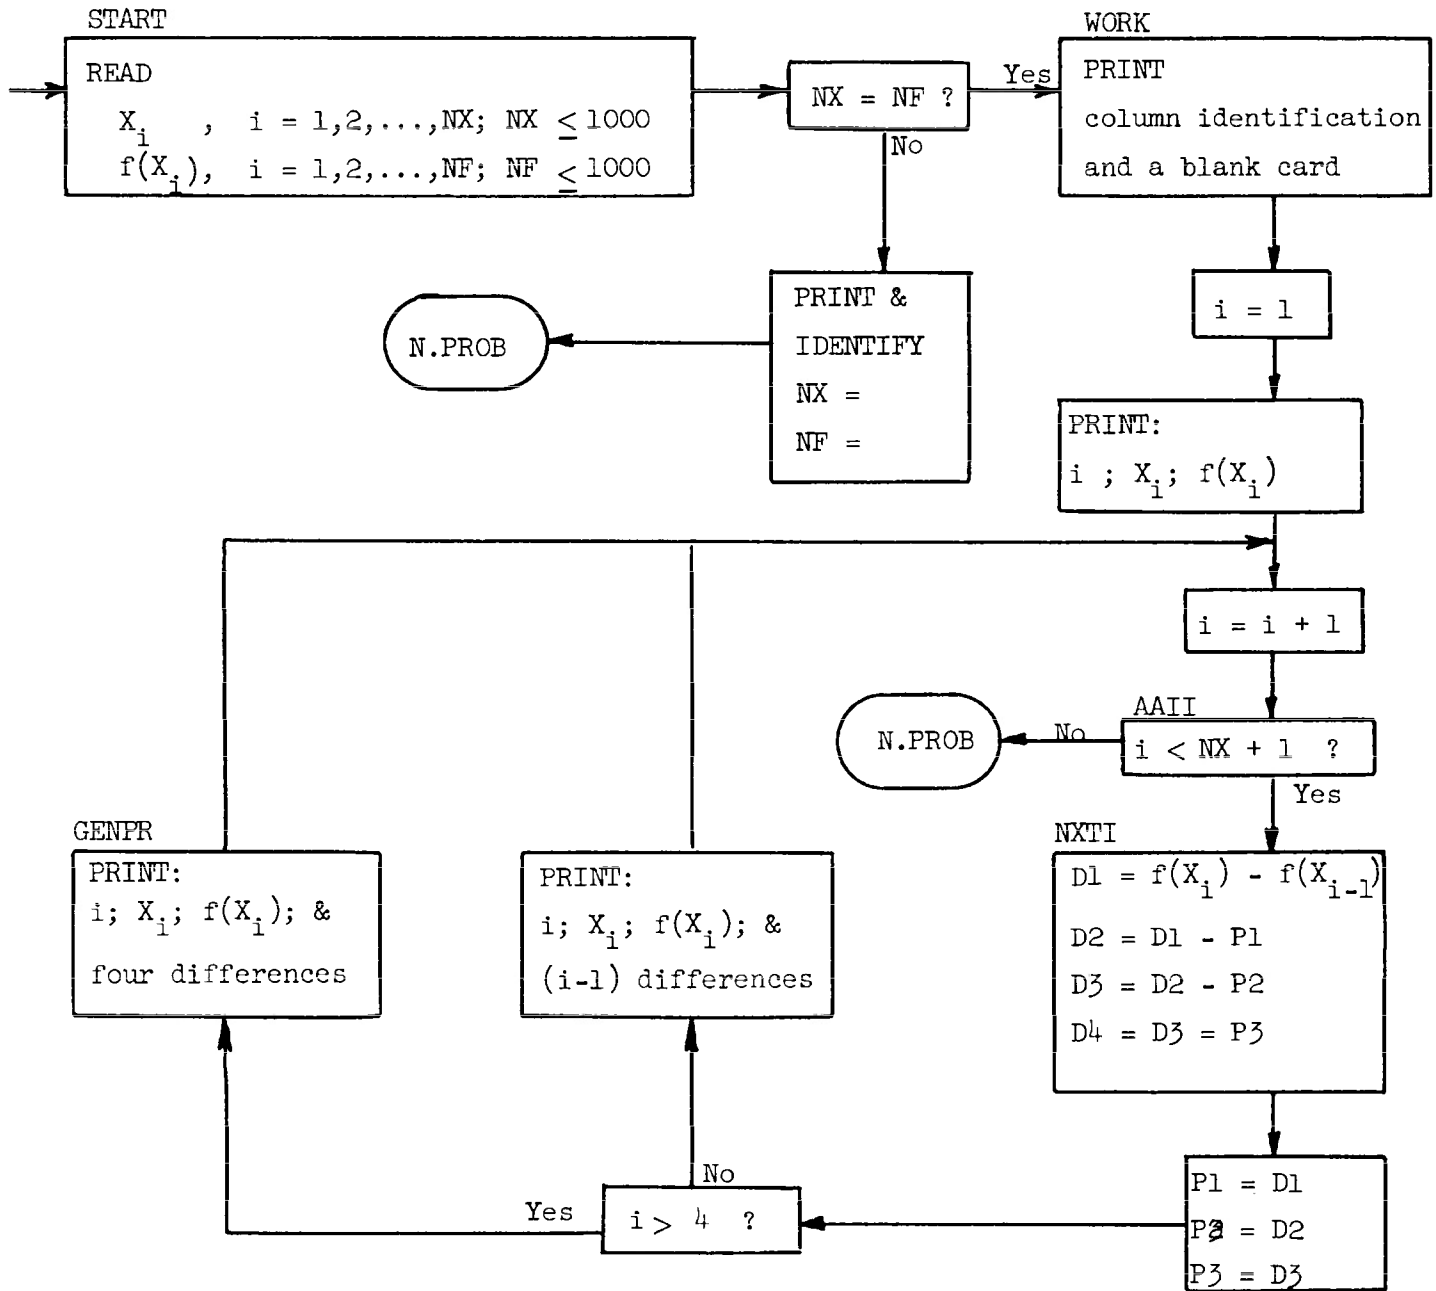 START
READ
Xi , i = 1,2,...,NX; NX ≤ 1000
f(Xi), i = 1,2,...,NF; NF ≤ 1000
NX = NF ?
Yes
No
WORK
PRINT
column identification
and a blank card
PRINT &
IDENTIFY
NX =
NF =
N.PROB
i = 1
PRINT:
i ; Xi; f(Xi)
i = i + 1
AAII
i < NX + 1 ?
No
N.PROB
Yes
NXTI
D1 = f(Xi) - f(Xi-1)
D2 = D1 - P1
D3 = D2 - P2
D4 = D3 = P3
P1 = D1
P2 = D2
P3 = D3
i > 4 ?
Yes
No
GENPR
PRINT:
i; Xi; f(Xi); &
four differences
PRINT:
i; Xi; f(Xi); &
(i-1) differences